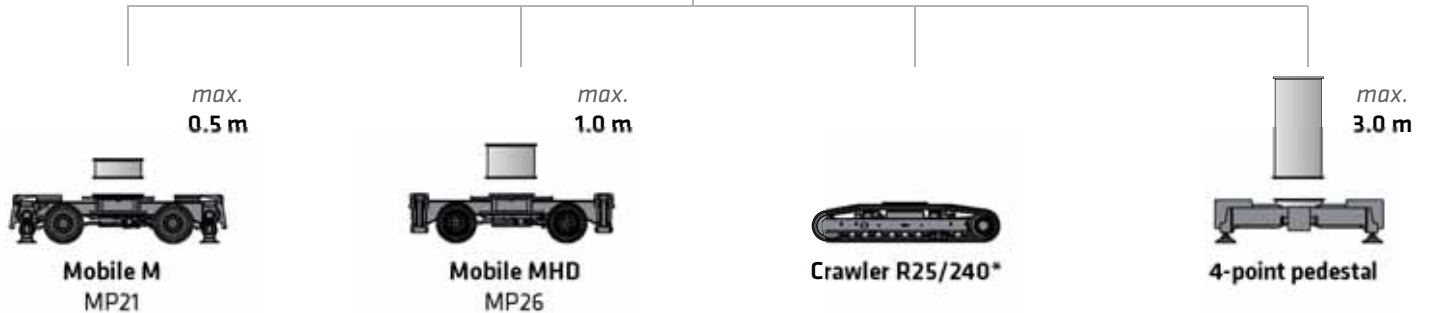 max.
0.5 m
max.
1.0 m
max.
3.0 m
Mobile M
MP21
Mobile MHD
MP26
Crawler R25/240*
4-point pedestal